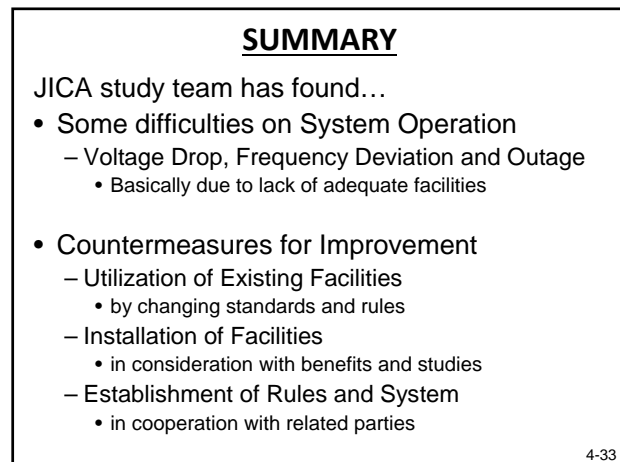 SUMMARY
JICA study team has found…
• Some difficulties on System Operation
– Voltage Drop, Frequency Deviation and Outage
• Basically due to lack of adequate facilities
• Countermeasures for Improvement
– Utilization of Existing Facilities
• by changing standards and rules
– Installation of Facilities
• in consideration with benefits and studies
– Establishment of Rules and System
• in cooperation with related parties
4-33